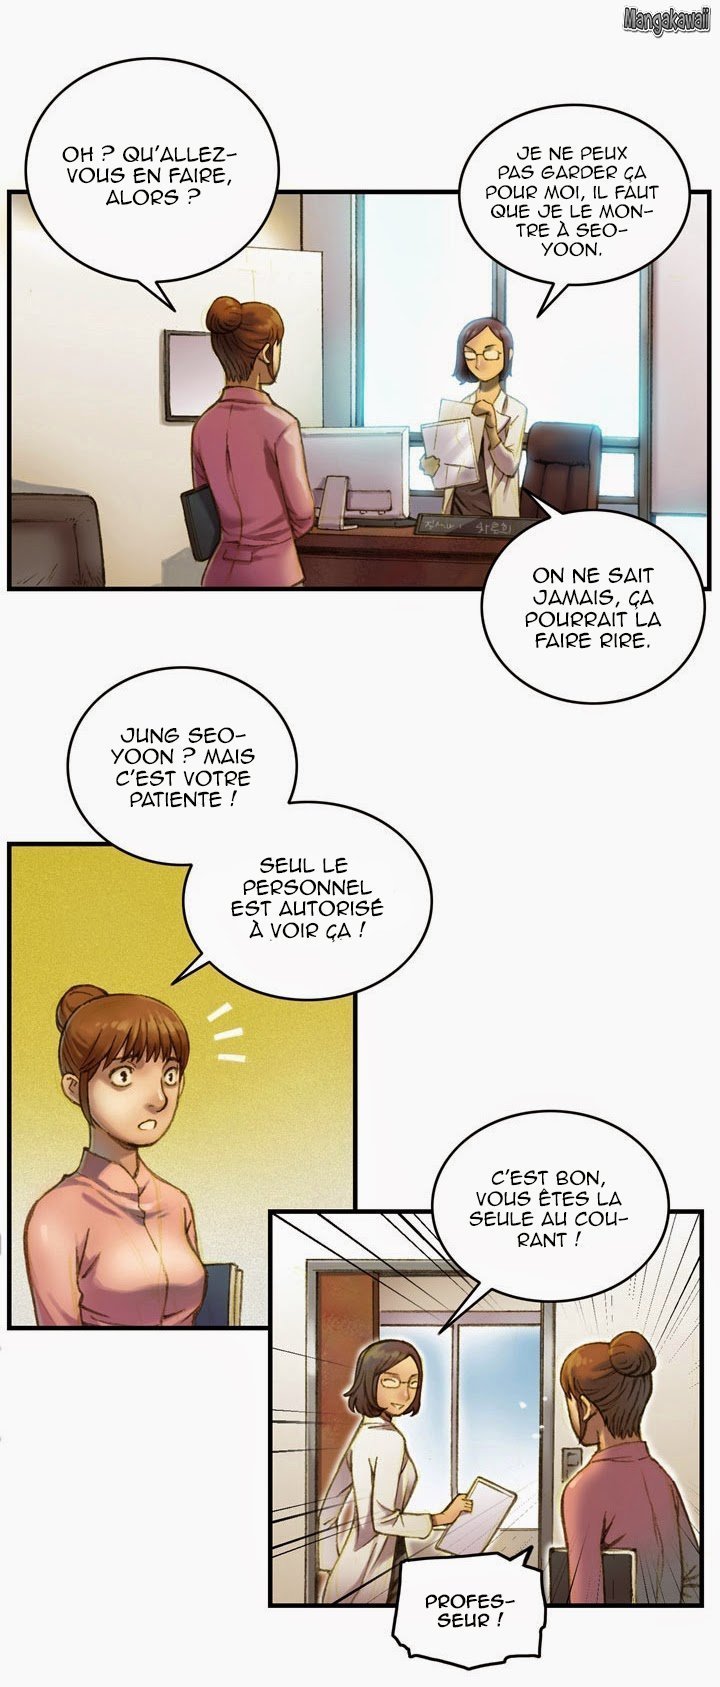 Mangakawaii
OH ? QU'ALLEZ-
VOUS EN FAIRE,
ALORS ?
JE NE PEUX
PAS GARDER ÇA
POUR MOI, IL FAUT
QUE JE LE MON-
TRE À SEO-
YOON.
ON NE SAIT
JAMAIS, ÇA
POURRAIT LA
FAIRE RIRE.
JUNG SEO-
YOON ? MAIS
C'EST VOTRE
PATIENTE !
SEUL LE
PERSONNEL
EST AUTORISÉ
À VOIR ÇA !
C'EST BON,
VOUS ÊTES LA
SEULE AU COU-
RANT !
PROFES-
SEUR !